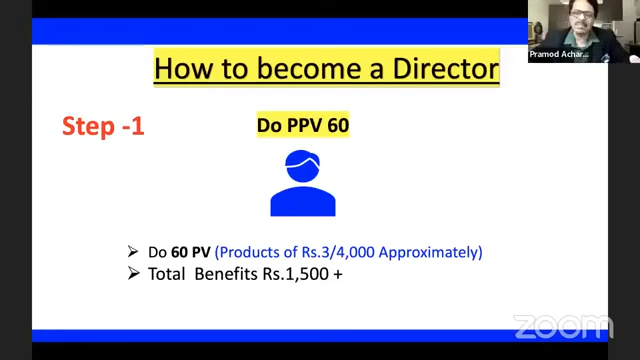 How to become a Director
Step -1
Do PPV 60
Do 60 PV (Products of Rs.3/4,000 Approximately)
Total Benefits Rs.1,500 +
Pramod Achar...
zoom